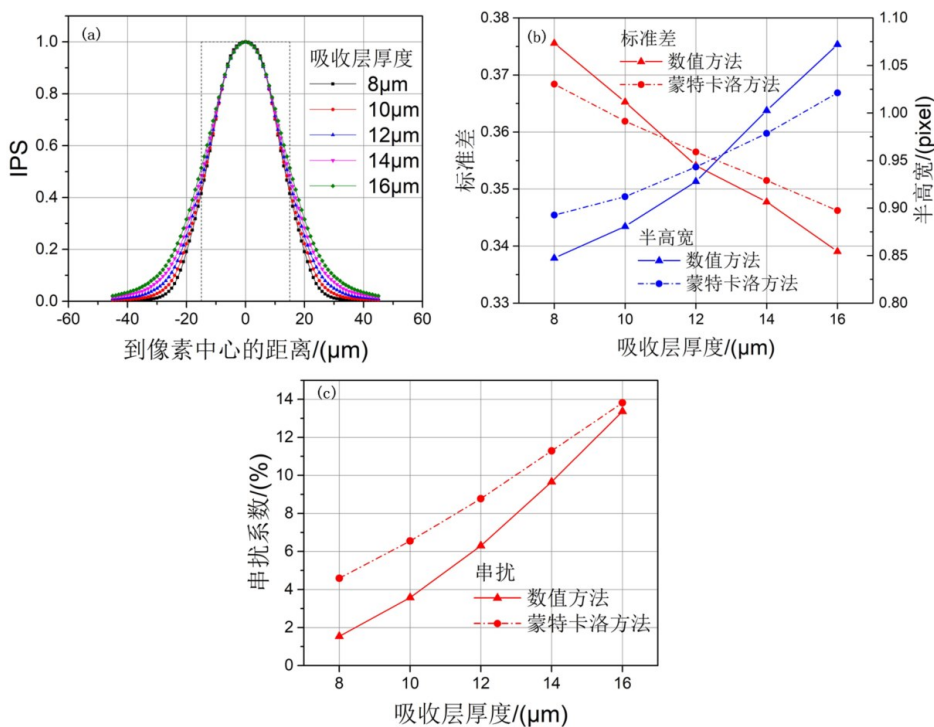 (a)
1.0
0.8
0.6
0.4
0.2
0.0
IPS
吸收层厚度
8μm
10μm
12μm
14μm
16μm
-60 -40 -20 0 20 40 60
到像素中心的距离/(μm)
(b)
0.38
0.37
0.36
0.35
0.34
0.33
标准差
标准差
数值方法
蒙特卡洛方法
半高宽
数值方法
蒙特卡洛方法
1.10
1.05
1.00
0.95
0.90
0.85
0.80
半高宽/(pixel)
8 10 12 14 16
吸收层厚度/(μm)
(c)
14
12
10
8
6
4
2
0
串扰系数/(%)
串扰
数值方法
蒙特卡洛方法
8 10 12 14 16
吸收层厚度/(μm)